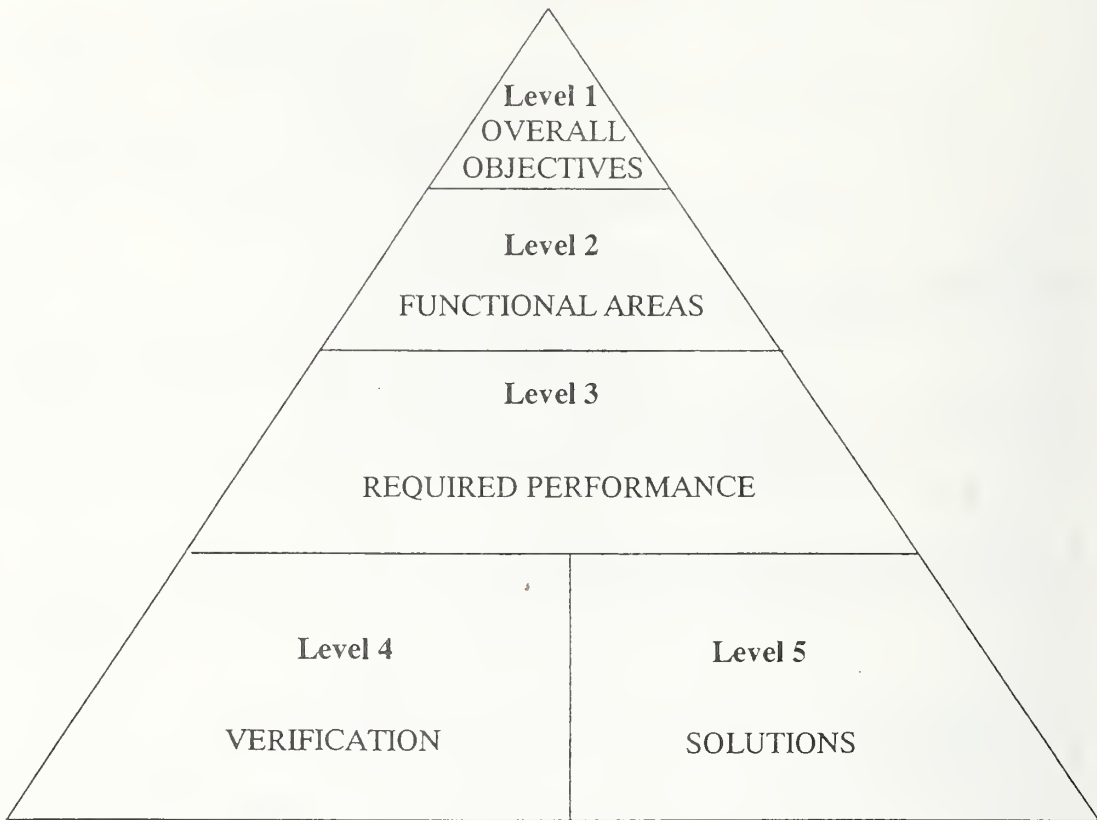 Level 1
OVERALL
OBJECTIVES
Level 2
FUNCTIONAL AREAS
Level 3
REQUIRED PERFORMANCE
Level 4
VERIFICATION
Level 5
SOLUTIONS